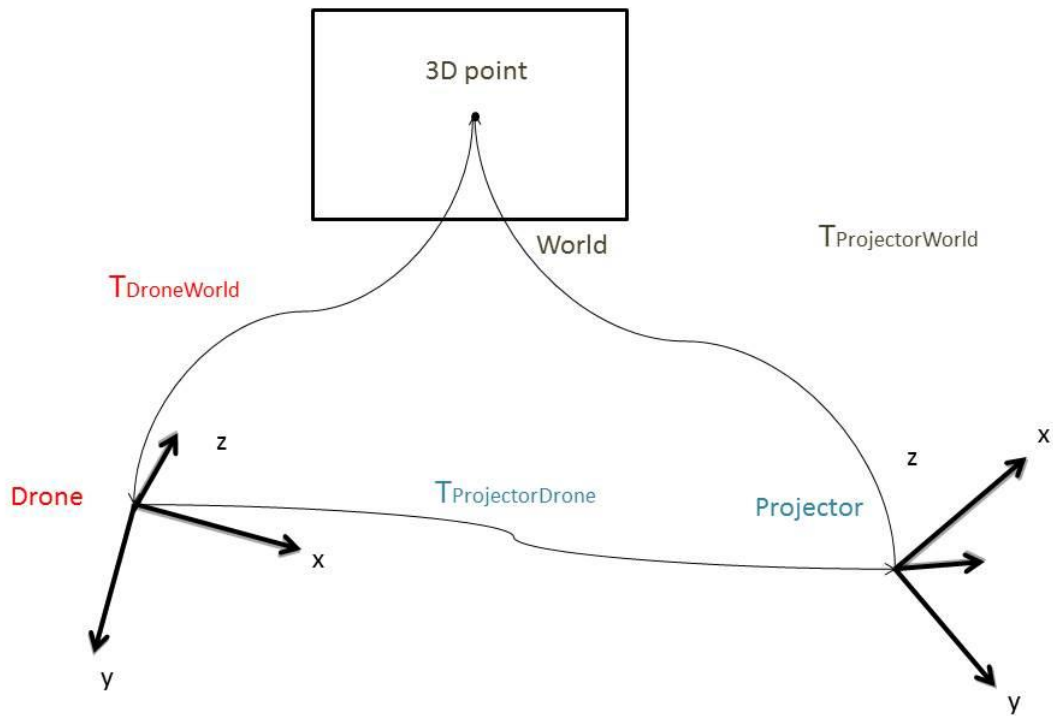 3D point
World
TProjectorWorld
TDroneWorld
z
x
z
Drone
TProjectorDrone
Projector
x
y
y